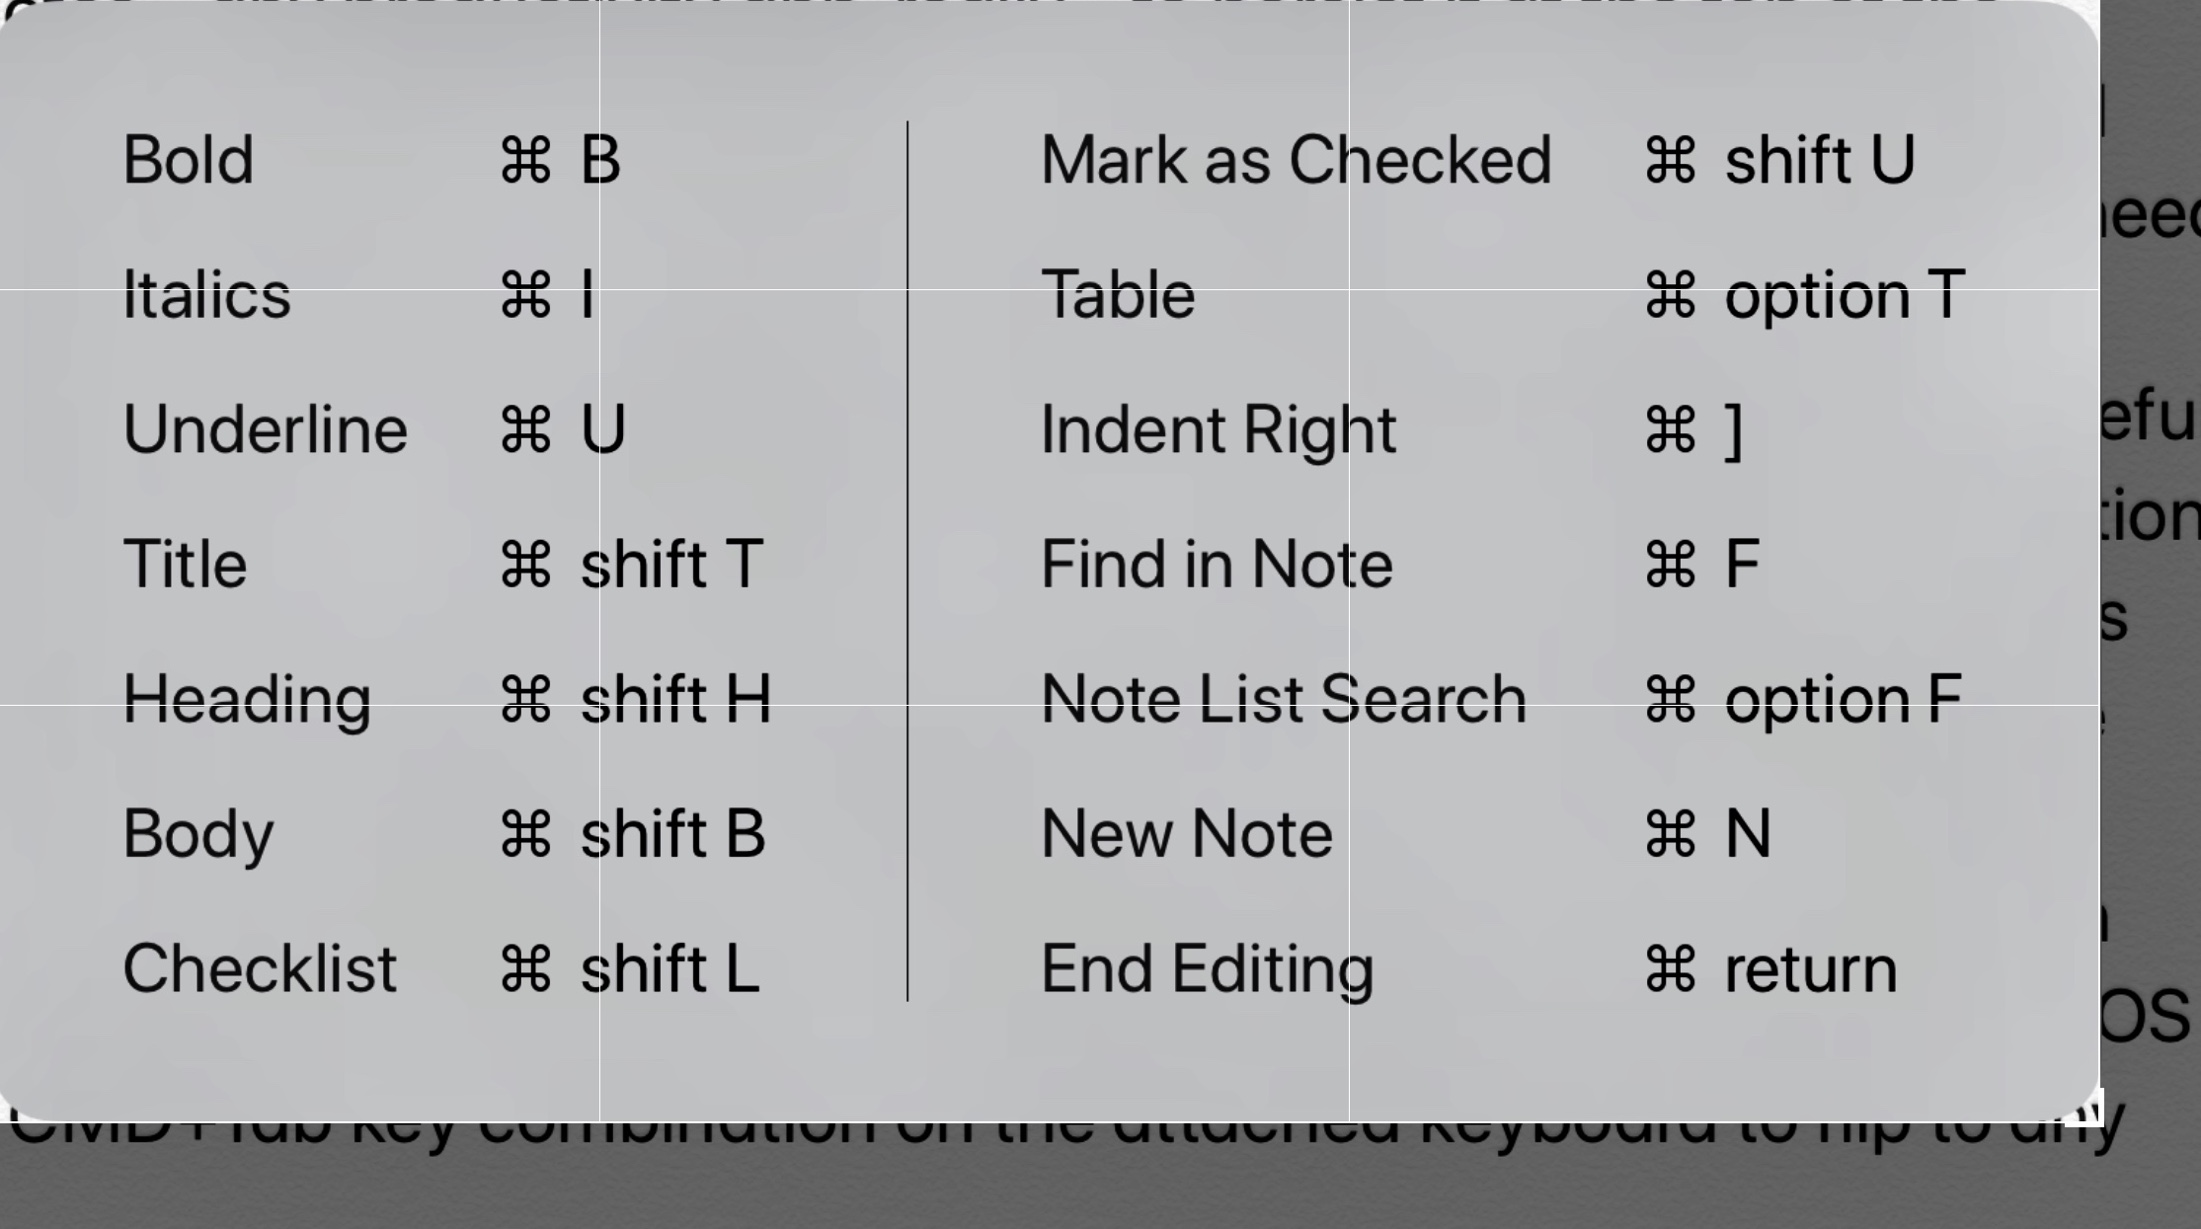 Bold ⌘ B
Italics ⌘ I
Underline ⌘ U
Title ⌘ shift T
Heading ⌘ shift H
Body ⌘ shift B
Checklist ⌘ shift L
Mark as Checked ⌘ shift U
Table ⌘ option T
Indent Right ⌘ ]
Find in Note ⌘ F
Note List Search ⌘ option F
New Note ⌘ N
End Editing ⌘ return
OS
CMD+Tab key combination on the attached keyboard to flip to any